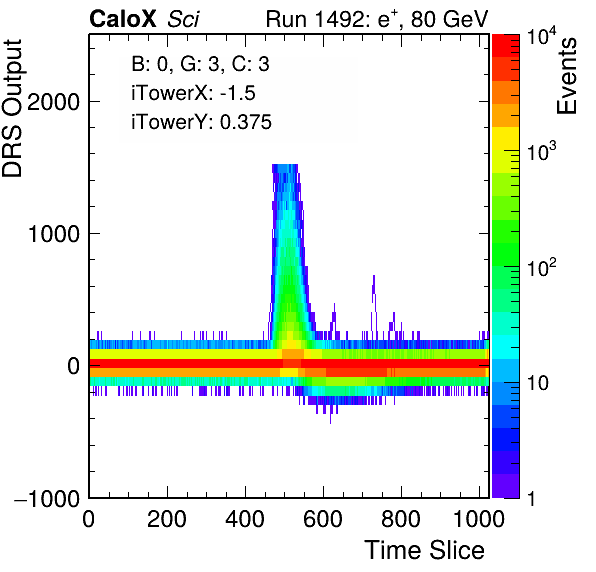 CaloX Sci Run 1492: e⁺, 80 GeV
B: 0, G: 3, C: 3
iTowerX: -1.5
iTowerY: 0.375
DRS Output
2000
1000
0
−1000
0 200 400 600 800 1000
Time Slice
Events
10⁴
10³
10²
10
1